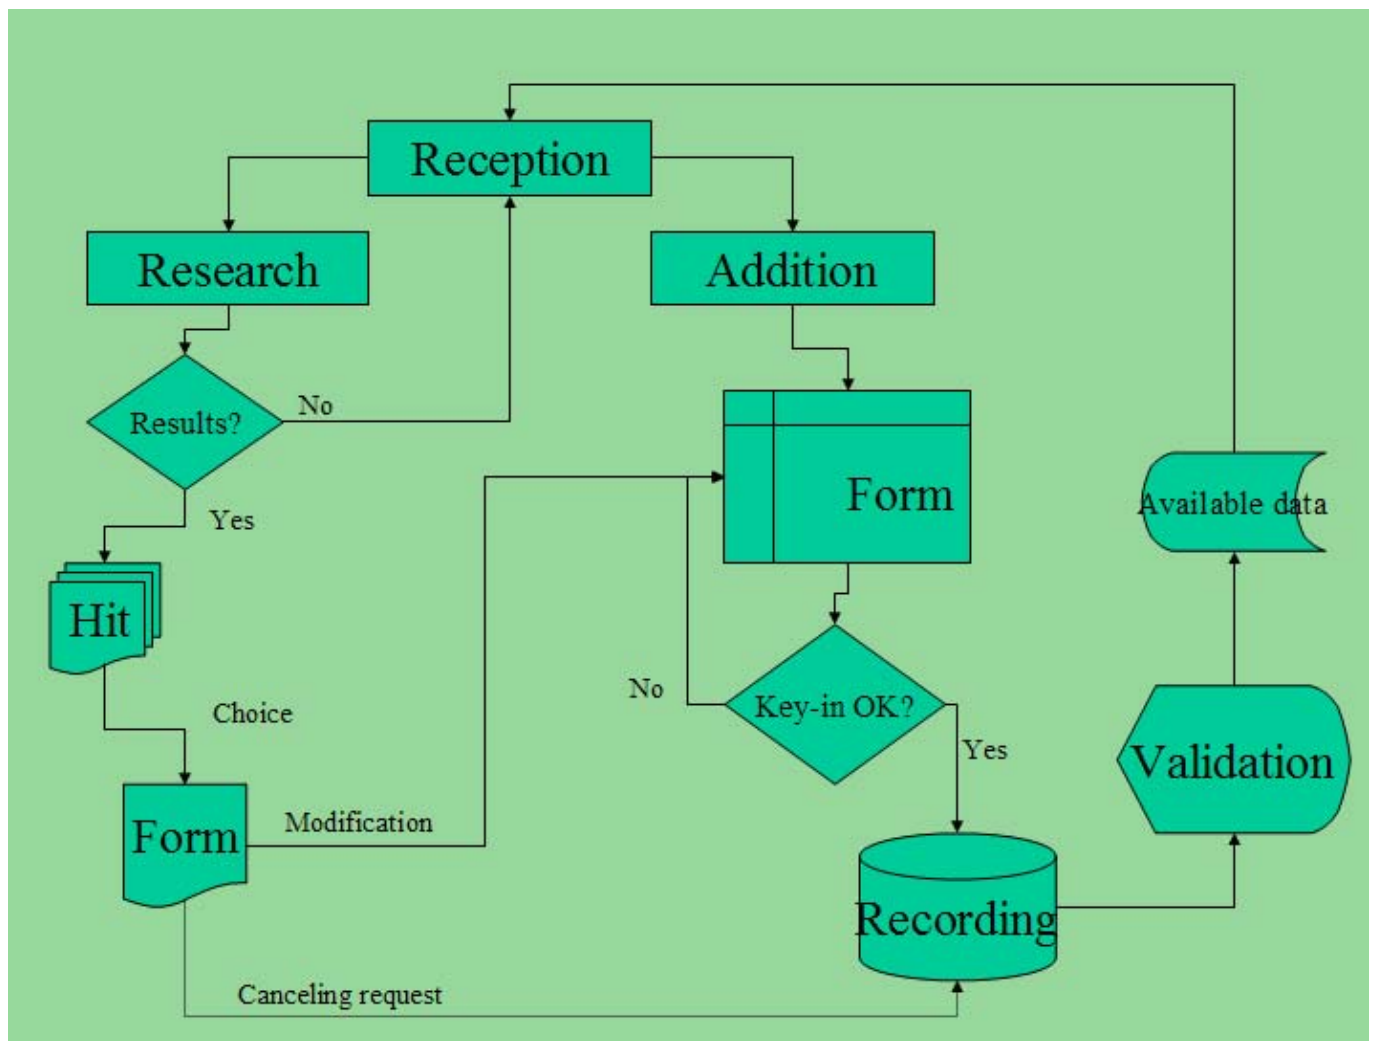 Reception
Research
Addition
Results?
No
Yes
Form
Available data
Hit
No
Key-in OK?
Choice
Yes
Validation
Form
Modification
Recording
Canceling request